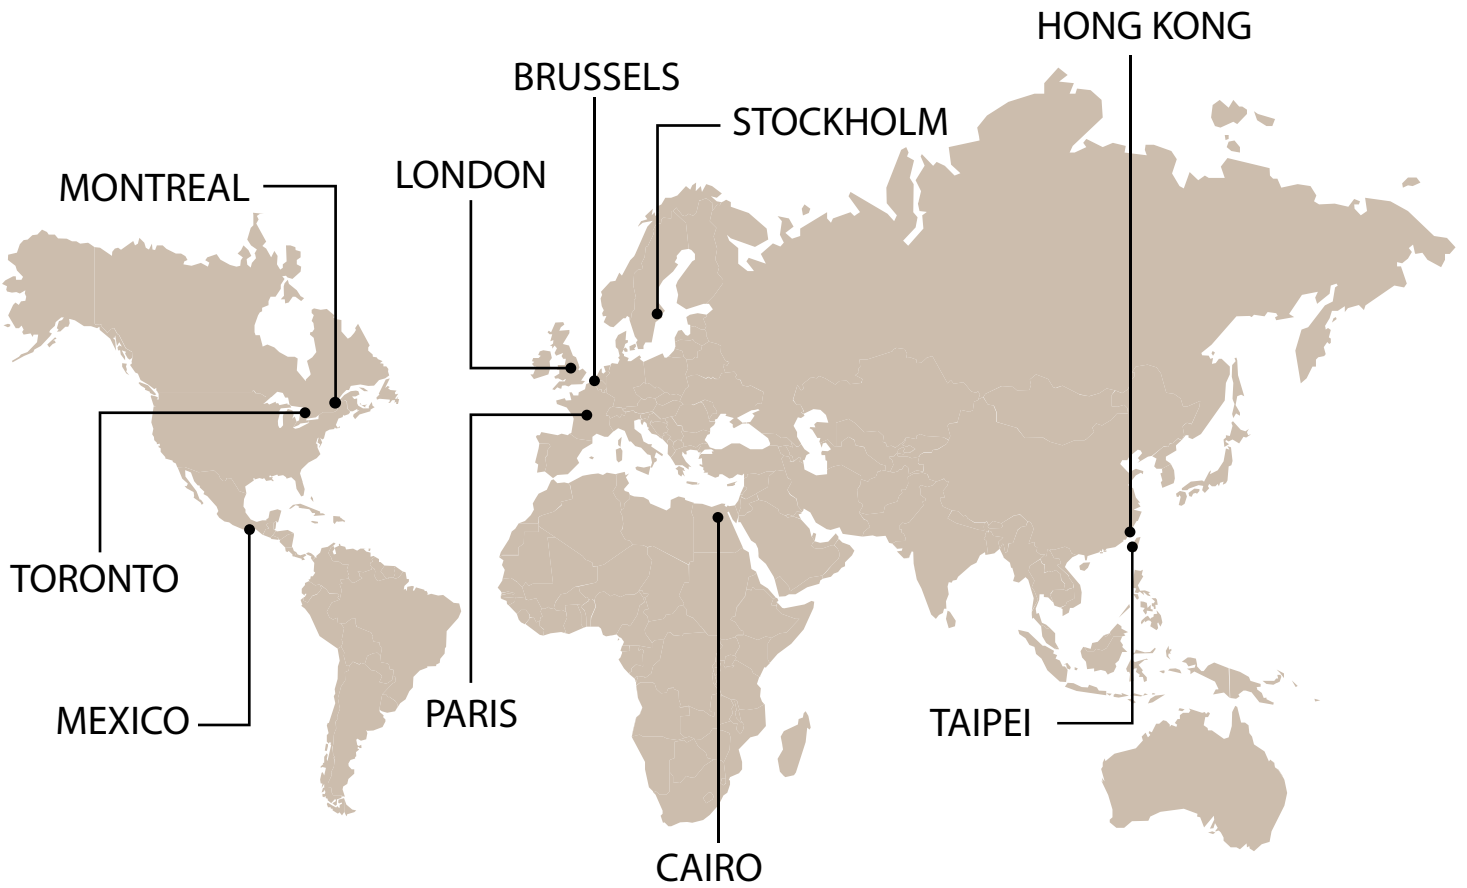 HONG KONG
BRUSSELS
STOCKHOLM
LONDON
MONTREAL
TORONTO
MEXICO
PARIS
TAIPEI
CAIRO